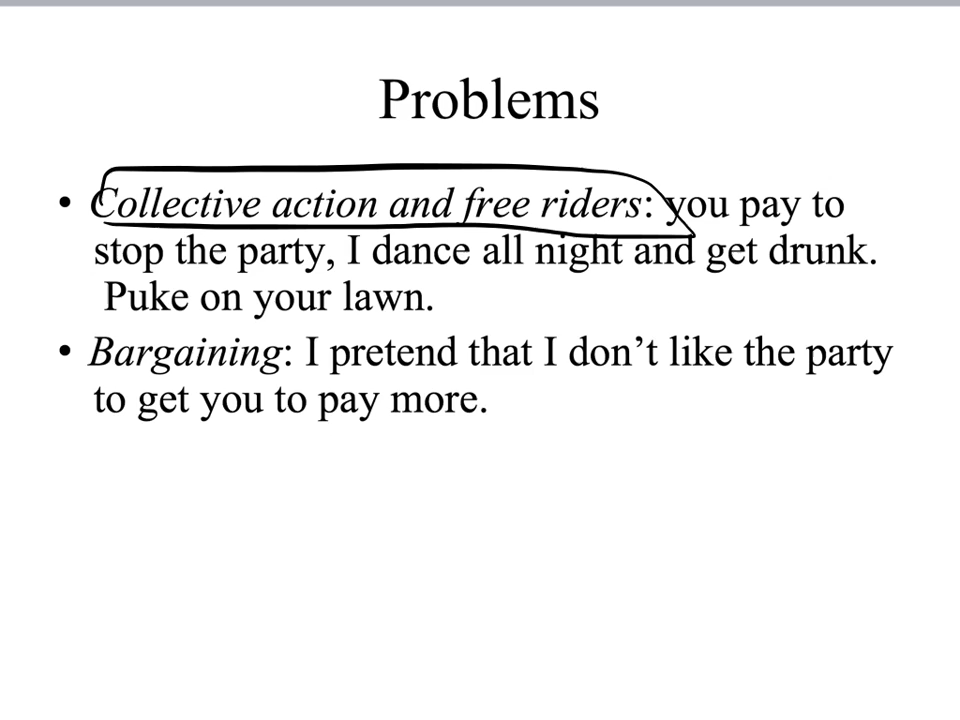 Problems
• Collective action and free riders: you pay to
stop the party, I dance all night and get drunk.
Puke on your lawn.
• Bargaining: I pretend that I don’t like the party
to get you to pay more.